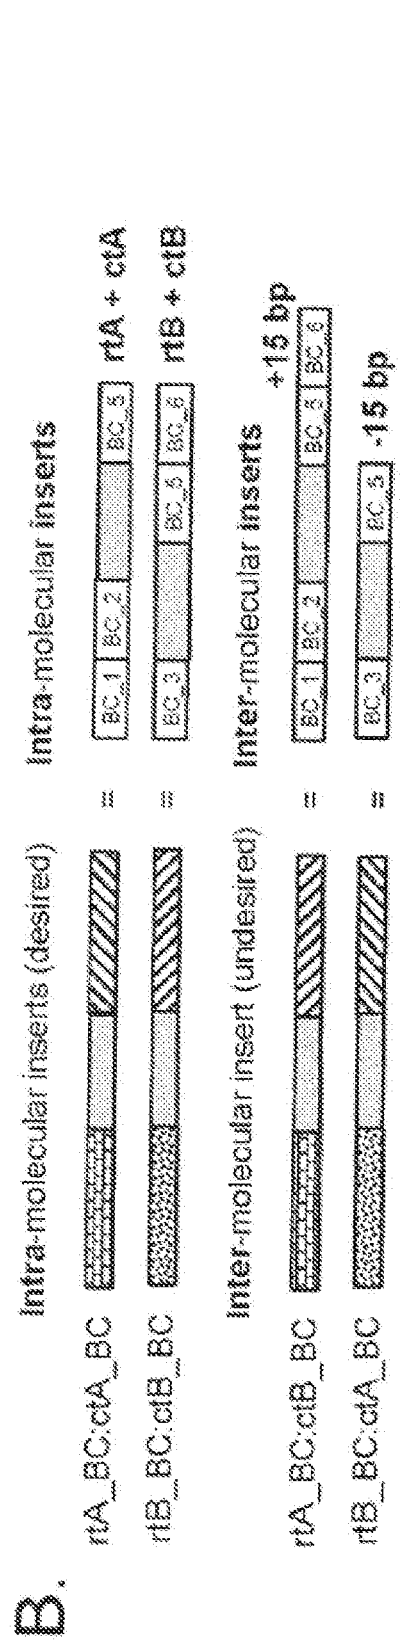 B.
Intra-molecular inserts (desired)
Intra-molecular inserts
rtA_BC:ctA_BC = BC_1 BC_2 BC_5 rtA + ctA
rtB_BC:ctB_BC = BC_3 BC_5 BC_6 rtB + ctB
Inter-molecular insert (undesired)
Inter-molecular inserts
+15 bp
rtA_BC:ctB_BC = BC_1 BC_2 BC_5 BC_6
rtB_BC:ctA_BC = BC_3 BC_5 -15 bp